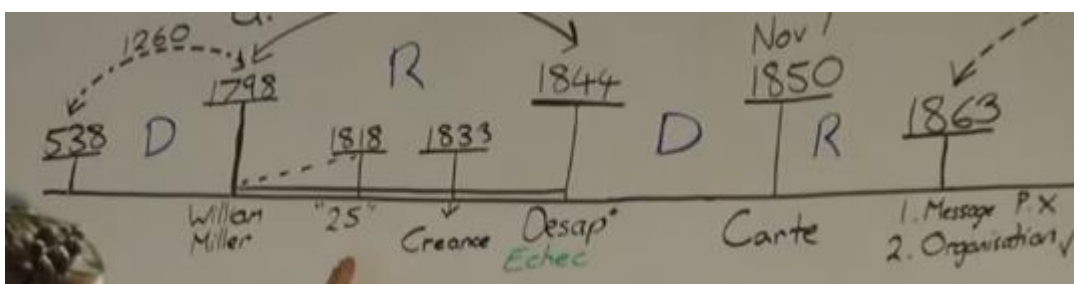 1260
Nov
538
D
1798
R
1818
1833
1844
D
1850
R
1863
William Miller
"25"
Creance
Desap*
Echec
Carte
1. Message P.X
2. Organisation ✓